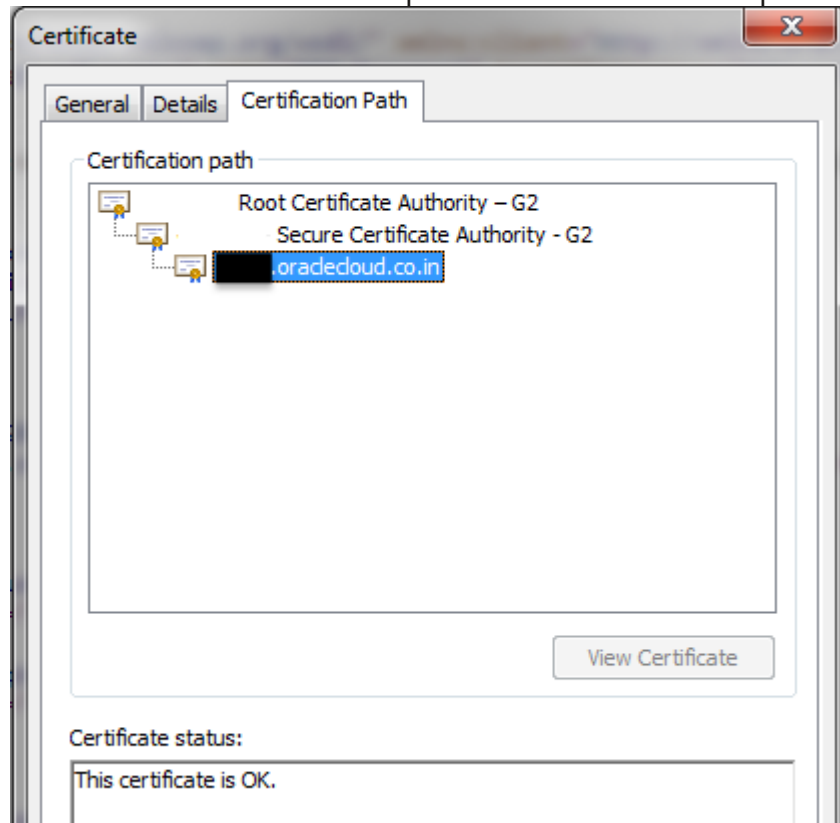 Certificate
General Details Certification Path
Certification path
Root Certificate Authority – G2
Secure Certificate Authority - G2
.oraclecloud.co.in
View Certificate
Certificate status:
This certificate is OK.